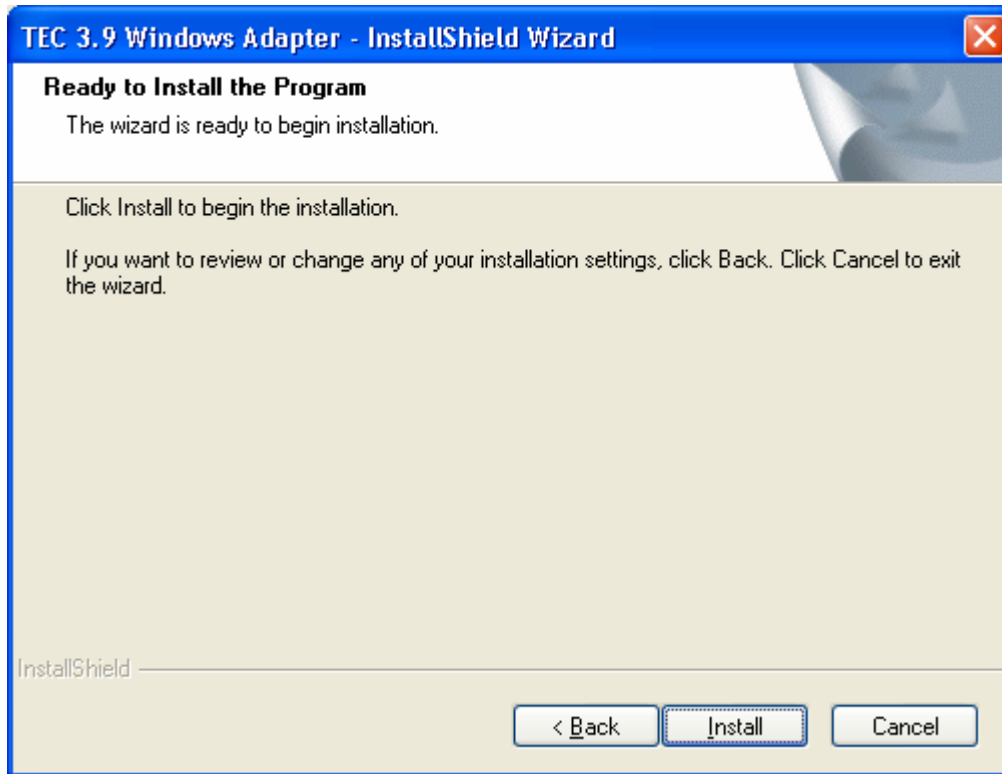 TEC 3.9 Windows Adapter - InstallShield Wizard
Ready to Install the Program
The wizard is ready to begin installation.
Click Install to begin the installation.
If you want to review or change any of your installation settings, click Back. Click Cancel to exit
the wizard.
InstallShield
< Back Install Cancel